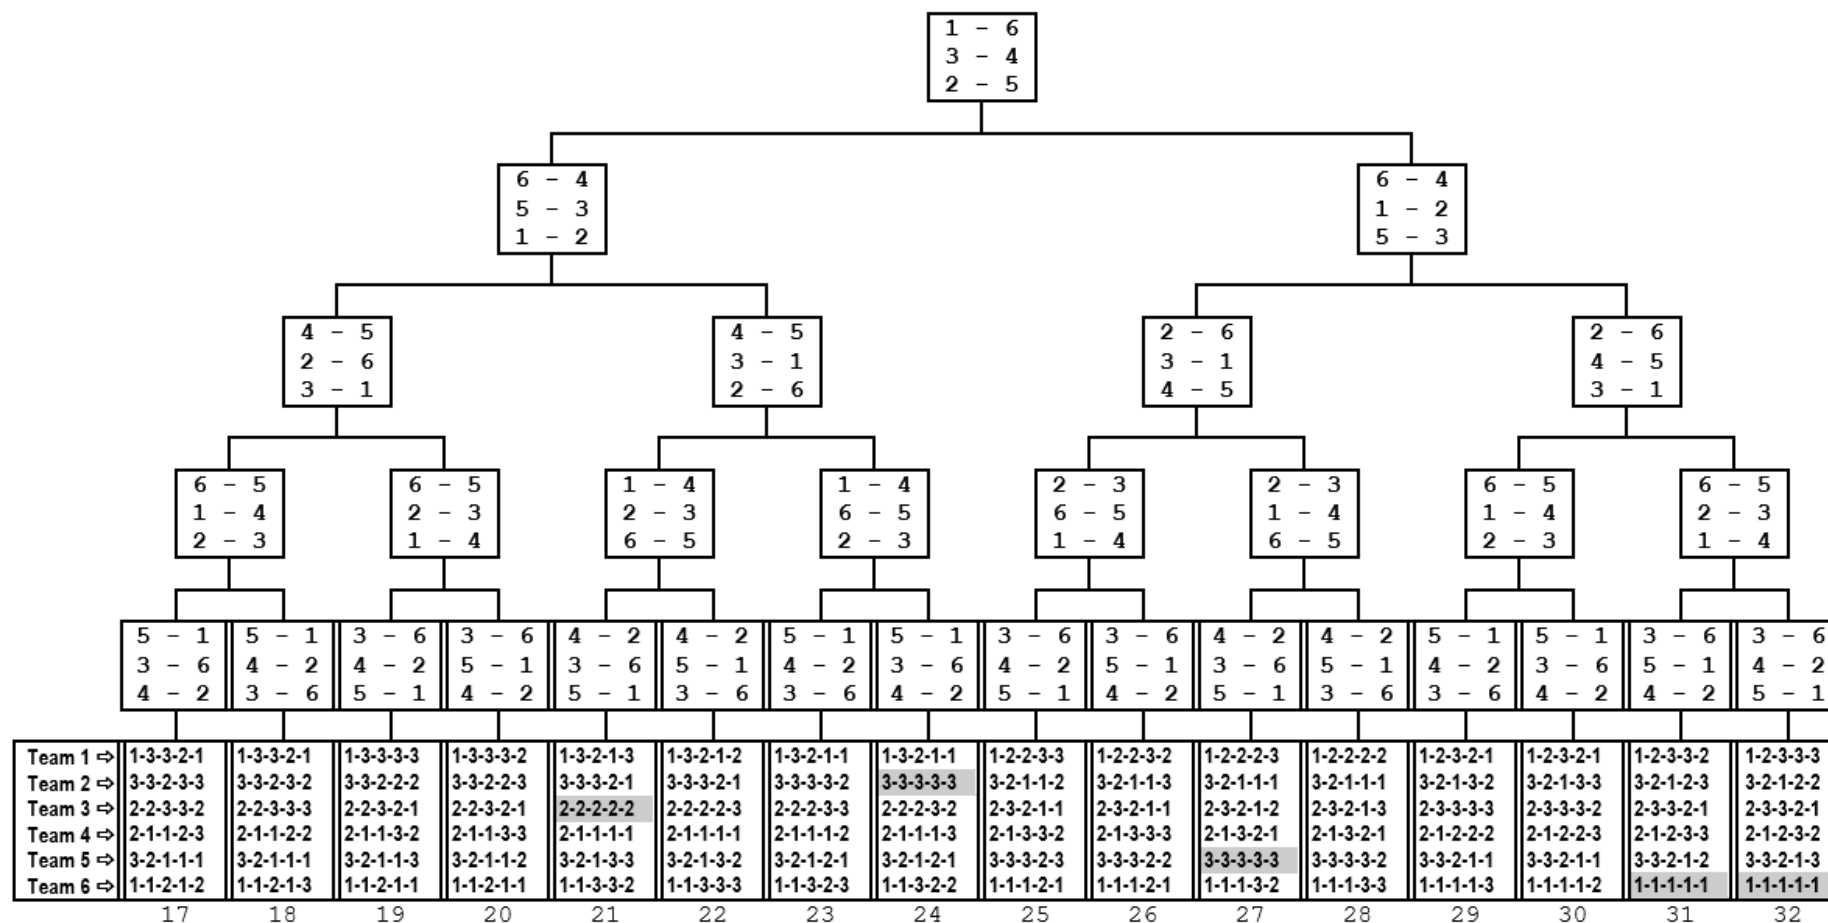 1 - 6
3 - 4
2 - 5
6 - 4 6 - 4
5 - 3 1 - 2
1 - 2 5 - 3
4 - 5 4 - 5 2 - 6 2 - 6
2 - 6 3 - 1 3 - 1 4 - 5
3 - 1 2 - 6 4 - 5 3 - 1
6 - 5 6 - 5 1 - 4 1 - 4 2 - 3 2 - 3 6 - 5 6 - 5
1 - 4 2 - 3 2 - 3 6 - 5 6 - 5 1 - 4 1 - 4 2 - 3
2 - 3 1 - 4 6 - 5 2 - 3 1 - 4 6 - 5 2 - 3 1 - 4
5 - 1 5 - 1 3 - 6 3 - 6 4 - 2 4 - 2 5 - 1 5 - 1 3 - 6 3 - 6 4 - 2 4 - 2 5 - 1 5 - 1 3 - 6 3 - 6
3 - 6 4 - 2 4 - 2 5 - 1 3 - 6 5 - 1 4 - 2 3 - 6 4 - 2 5 - 1 3 - 6 5 - 1 4 - 2 3 - 6 5 - 1 4 - 2
4 - 2 3 - 6 5 - 1 4 - 2 5 - 1 3 - 6 3 - 6 4 - 2 5 - 1 4 - 2 5 - 1 3 - 6 3 - 6 4 - 2 4 - 2 5 - 1
Team 1 ⇨ 1-3-3-2-1 1-3-3-2-1 1-3-3-3-3 1-3-3-3-2 1-3-2-1-3 1-3-2-1-2 1-3-2-1-1 1-3-2-1-1 1-2-2-3-3 1-2-2-3-2 1-2-2-2-3 1-2-2-2-2 1-2-3-2-1 1-2-3-2-1 1-2-3-3-2 1-2-3-3-3
Team 2 ⇨ 3-3-2-3-3 3-3-2-3-2 3-3-2-2-2 3-3-2-2-3 3-3-3-2-1 3-3-3-2-1 3-3-3-3-2 3-3-3-3-3 3-2-1-1-2 3-2-1-1-3 3-2-1-1-1 3-2-1-1-1 3-2-1-3-2 3-2-1-3-3 3-2-1-2-3 3-2-1-2-2
Team 3 ⇨ 2-2-3-3-2 2-2-3-3-3 2-2-3-2-1 2-2-3-2-1 2-2-2-2-2 2-2-2-2-3 2-2-2-3-3 2-2-2-3-2 2-3-2-1-1 2-3-2-1-1 2-3-2-1-2 2-3-2-1-3 2-3-3-3-3 2-3-3-3-2 2-3-3-2-1 2-3-3-2-1
Team 4 ⇨ 2-1-1-2-3 2-1-1-2-2 2-1-1-3-2 2-1-1-3-3 2-1-1-1-1 2-1-1-1-1 2-1-1-1-2 2-1-1-1-3 2-1-3-3-2 2-1-3-3-3 2-1-3-2-1 2-1-3-2-1 2-1-2-2-2 2-1-2-2-3 2-1-2-3-3 2-1-2-3-2
Team 5 ⇨ 3-2-1-1-1 3-2-1-1-1 3-2-1-1-3 3-2-1-1-2 3-2-1-3-3 3-2-1-3-2 3-2-1-2-1 3-2-1-2-1 3-3-3-2-3 3-3-3-2-2 3-3-3-3-3 3-3-3-3-2 3-3-2-1-1 3-3-2-1-1 3-3-2-1-2 3-3-2-1-3
Team 6 ⇨ 1-1-2-1-2 1-1-2-1-3 1-1-2-1-1 1-1-2-1-1 1-1-3-3-2 1-1-3-3-3 1-1-3-2-3 1-1-3-2-2 1-1-1-2-1 1-1-1-2-1 1-1-1-3-2 1-1-1-3-3 1-1-1-1-3 1-1-1-1-2 1-1-1-1-1 1-1-1-1-1
17 18 19 20 21 22 23 24 25 26 27 28 29 30 31 32